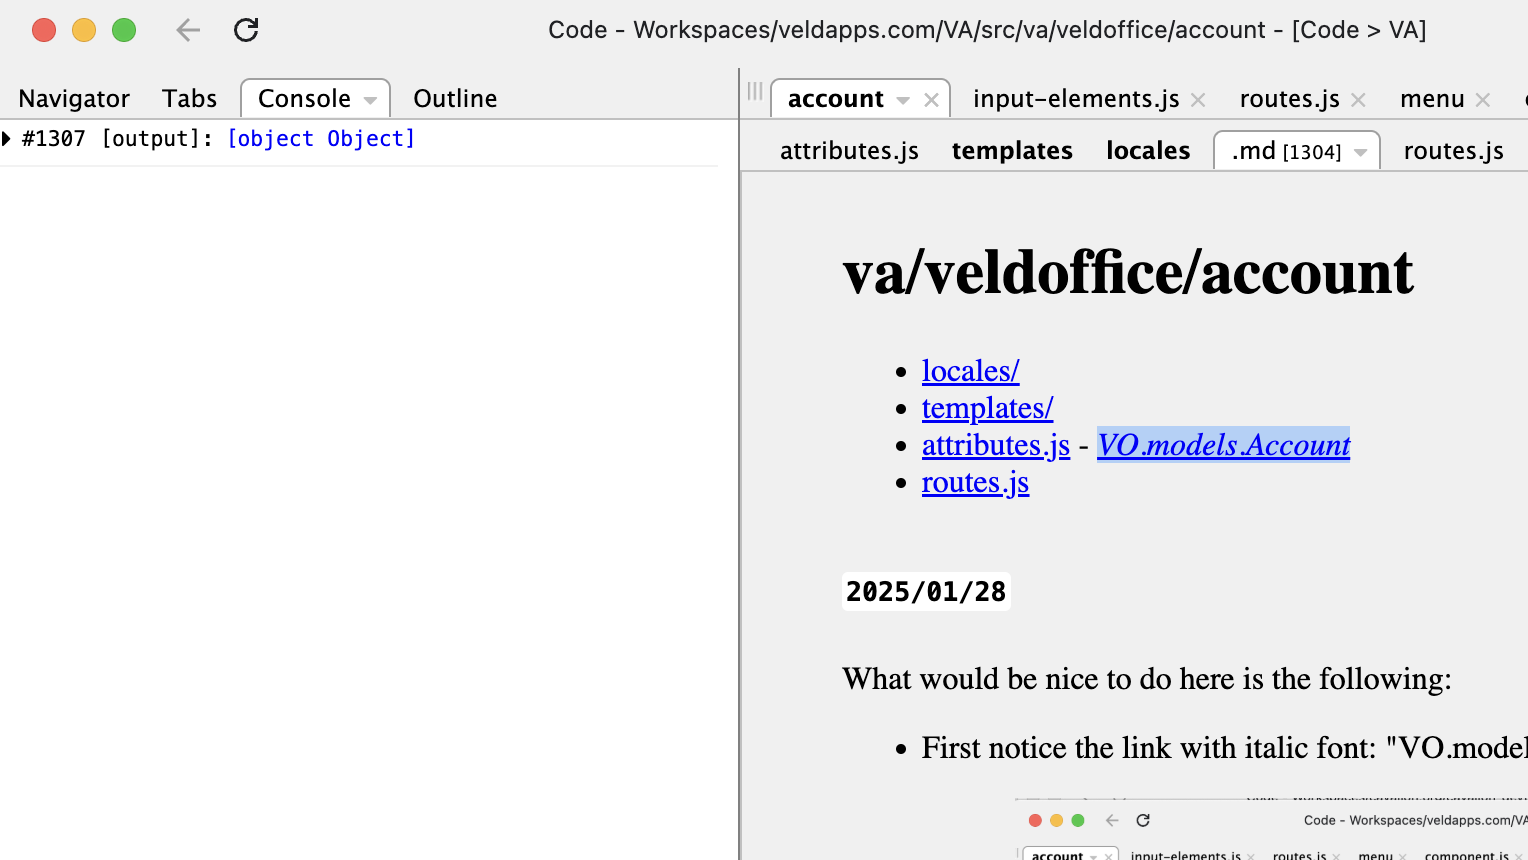 Code - Workspaces/veldapps.com/VA/src/va/veldoffice/account - [Code > VA]
Navigator Tabs Console Outline
#1307 [output]: [object Object]
account input-elements.js routes.js menu
attributes.js templates locales .md [1304] routes.js
va/veldoffice/account
locales/
templates/
attributes.js - VO.models.Account
routes.js
2025/01/28
What would be nice to do here is the following:
First notice the link with italic font: "VO.model
Code - Workspaces/veldapps.com/VA
account input-elements.js routes.js menu component.js